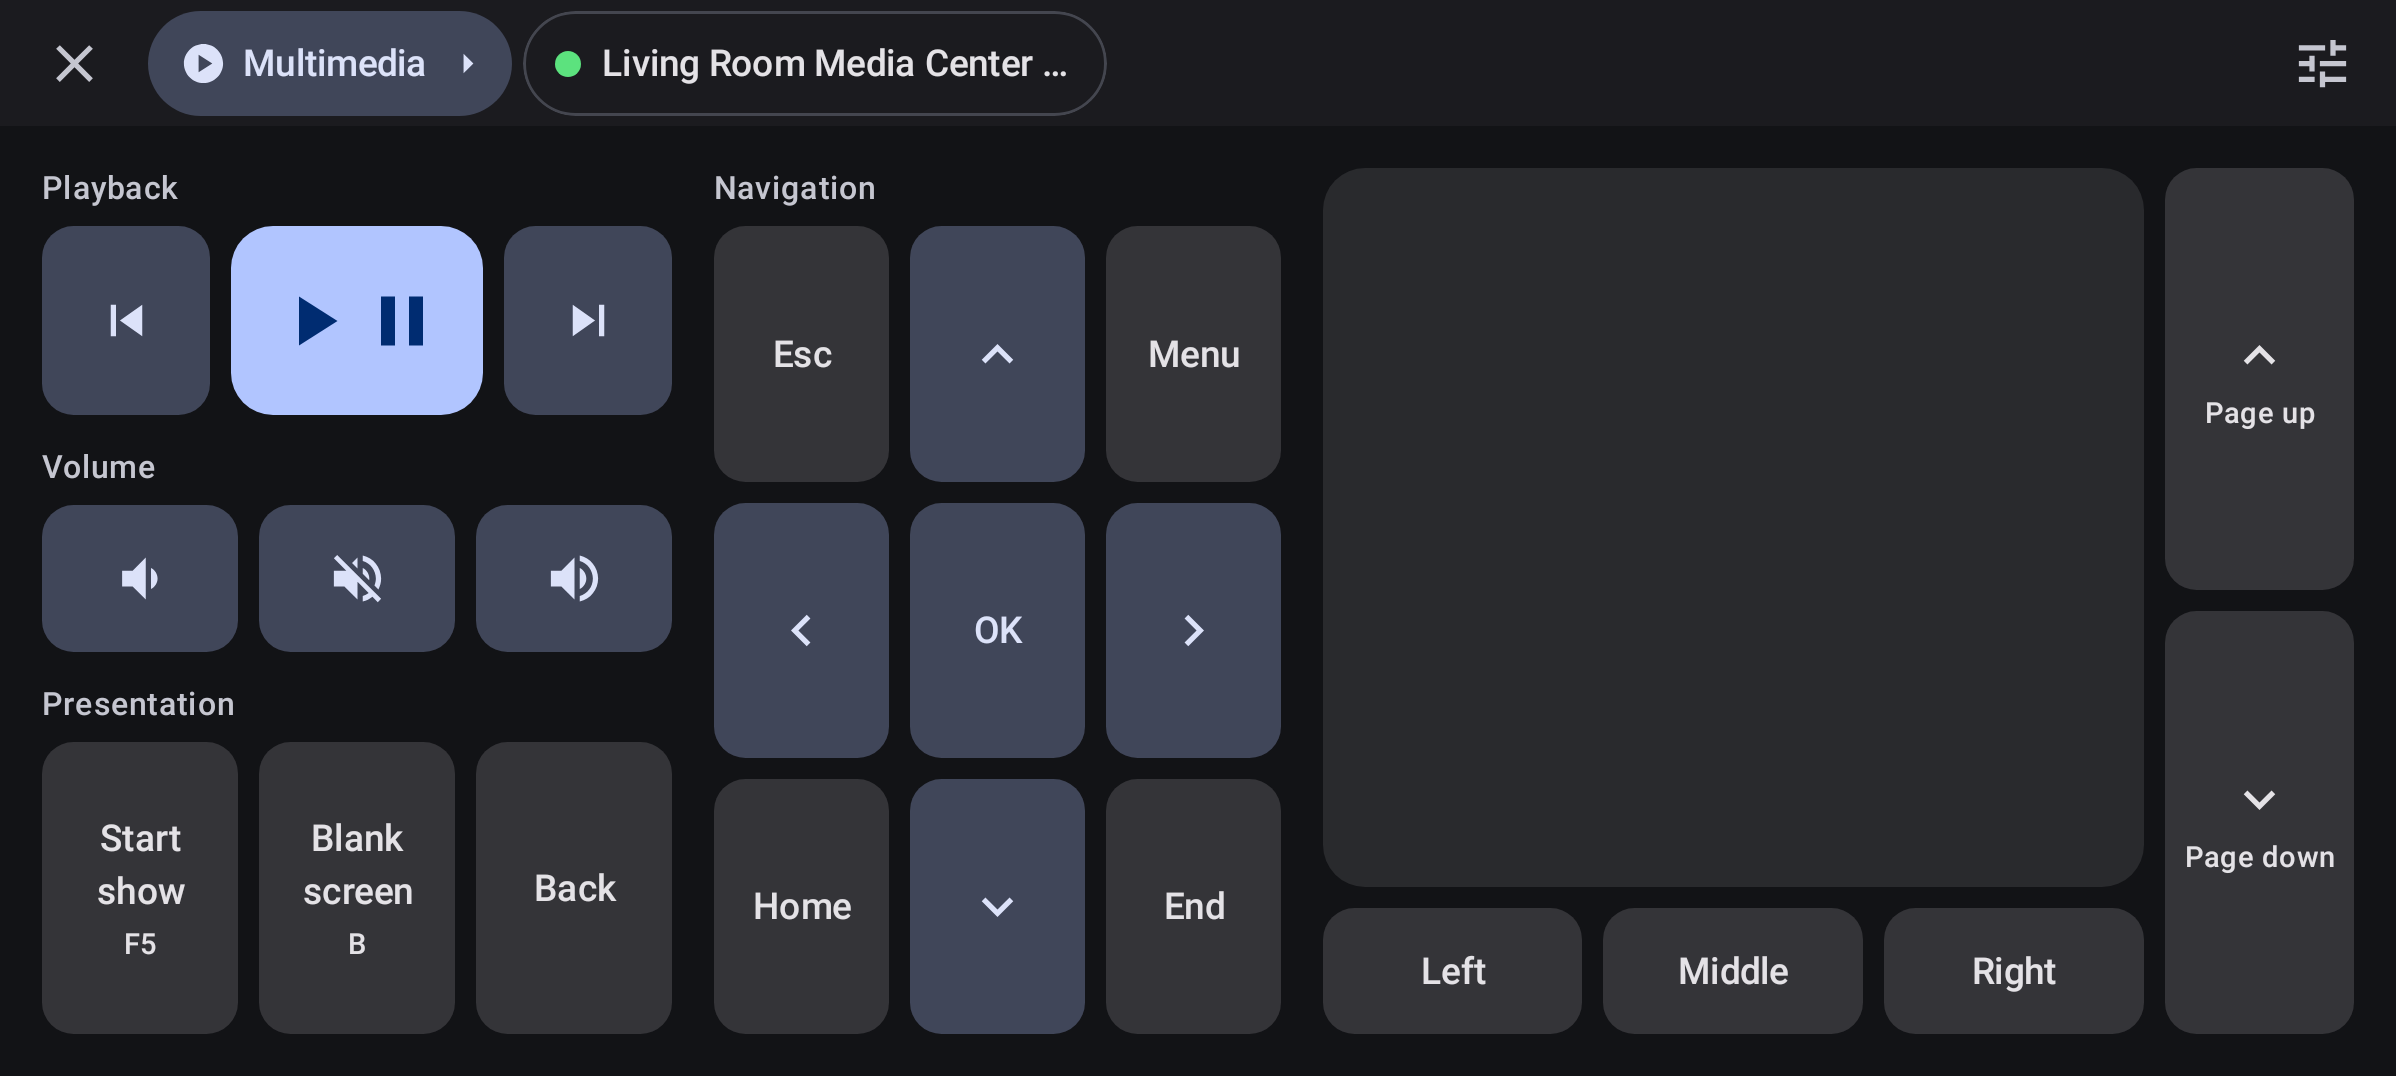 Multimedia
Living Room Media Center ...
Playback
Volume
Presentation
Start
show
F5
Blank
screen
B
Back
Navigation
Esc
Menu
OK
Home
End
Left
Middle
Right
Page up
Page down